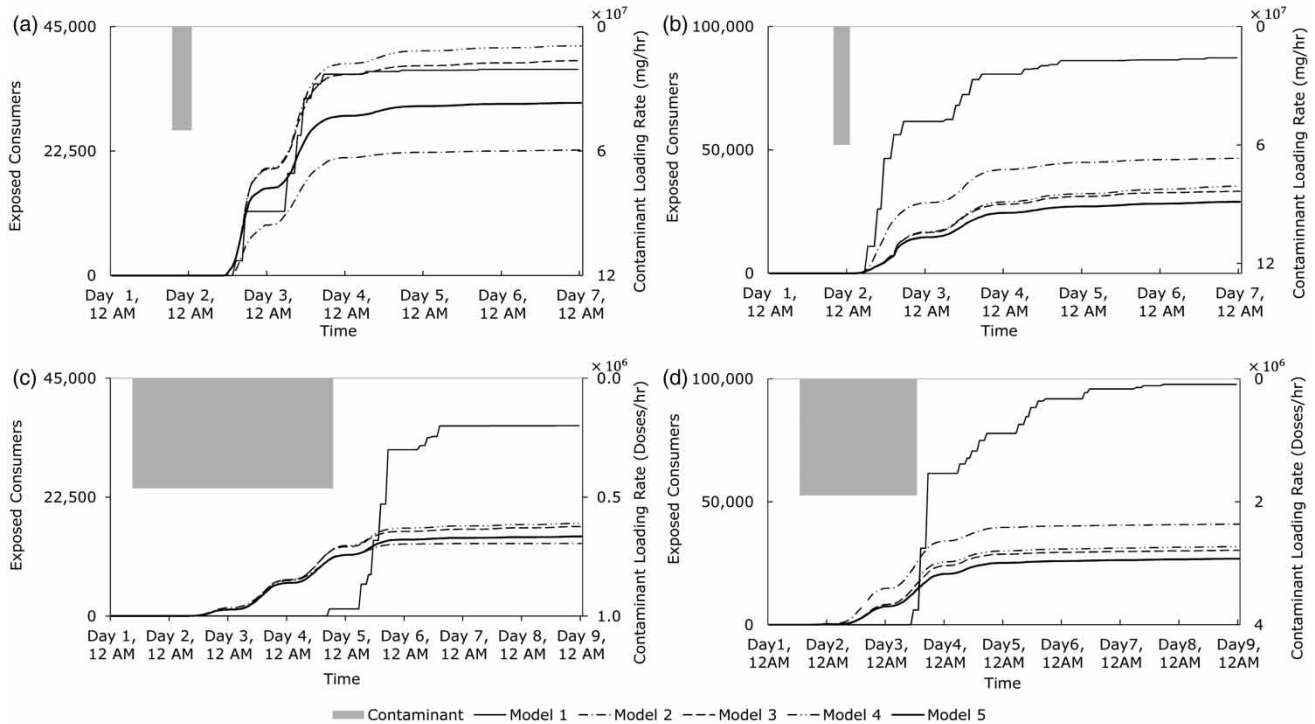 (a)
45,000
22,500
0
Exposed Consumers
× 10⁷
0
6
12
Contaminant Loading Rate (mg/hr)
Day 1, Day 2, Day 3, Day 4, Day 5, Day 6, Day 7,
12 AM 12 AM 12 AM 12 AM 12 AM 12 AM 12 AM
Time
(b)
100,000
50,000
0
Exposed Consumers
× 10⁷
0
6
12
Contaminnant Loading Rate (mg/hr)
Day 1, Day 2, Day 3, Day 4, Day 5, Day 6, Day 7,
12 AM 12 AM 12 AM 12 AM 12 AM 12 AM 12 AM
Time
(c)
45,000
22,500
0
Exposed Consumers
× 10⁶
0.0
0.5
1.0
Contaminant Loading Rate (Doses/hr)
Day 1, Day 2, Day 3, Day 4, Day 5, Day 6, Day 7, Day 8, Day 9,
12 AM 12 AM 12 AM 12 AM 12 AM 12 AM 12 AM 12 AM 12 AM
Time
(d)
100,000
50,000
0
Exposed Consumers
× 10⁶
0
2
4
Contaminant Loading Rate (Doses/hr)
Day1, Day2, Day3, Day4, Day5, Day6, Day7, Day8, Day9,
12AM 12AM 12AM 12AM 12AM 12AM 12AM 12AM 12AM
Time
Contaminant Model 1 Model 2 Model 3 Model 4 Model 5